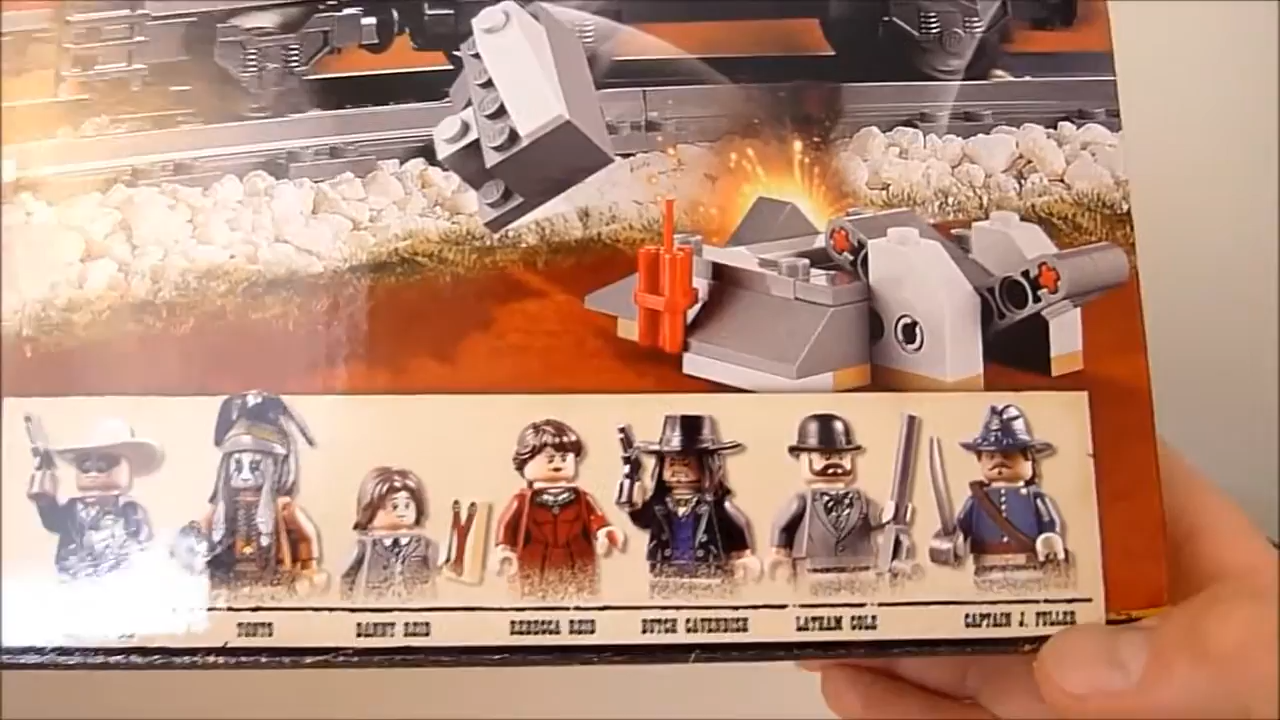 TONTO
DANNY REID
REBECCA REID
BUTCH CAVENDISH
LATHAM COLE
CAPTAIN J. FULLER